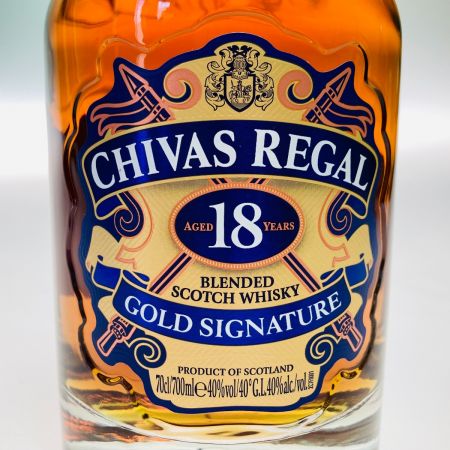 CHIVAS REGAL
AGED 18 YEARS
BLENDED
SCOTCH WHISKY
GOLD SIGNATURE
PRODUCT OF SCOTLAND
70cl/700ml℮40%vol/40°G.L.40%alc/vol.